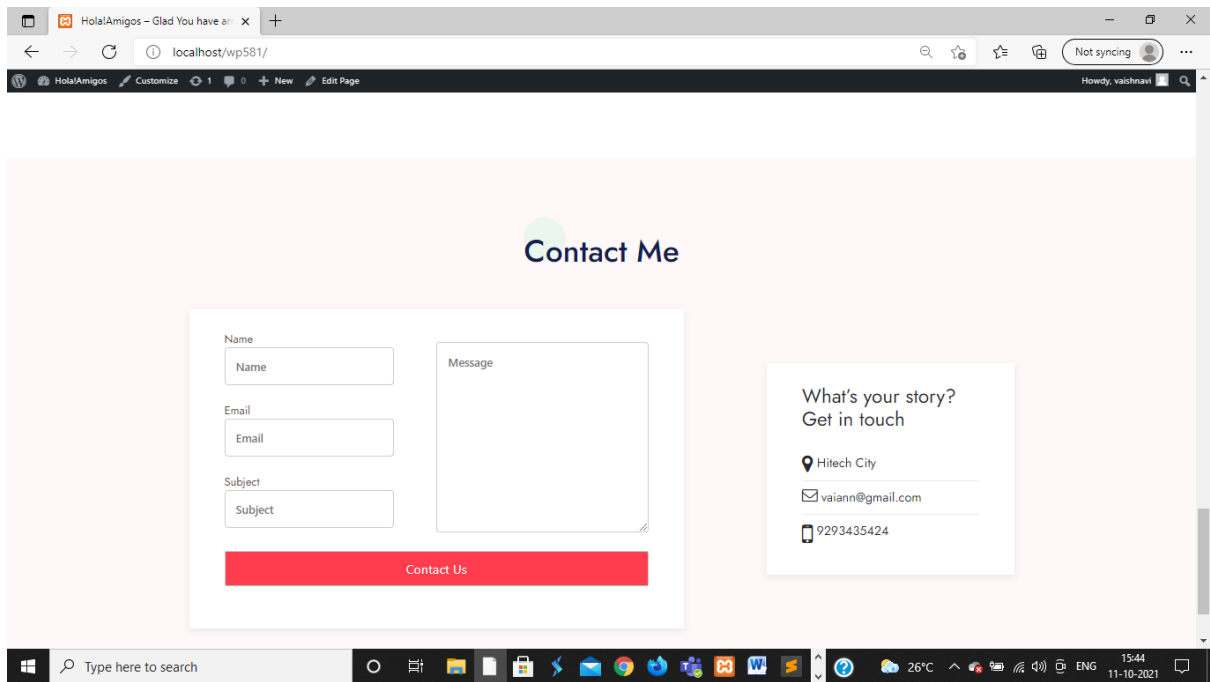 Hola!Amigos – Glad You have arr
localhost/wp581/
Not syncing
Hola!Amigos Customize 1 0 New Edit Page
Howdy, vaishnavi
Contact Me
Name
Name
Email
Email
Subject
Subject
Message
Contact Us
What's your story?
Get in touch
Hitech City
vaiann@gmail.com
9293435424
Type here to search
26°C
ENG
15:44
11-10-2021